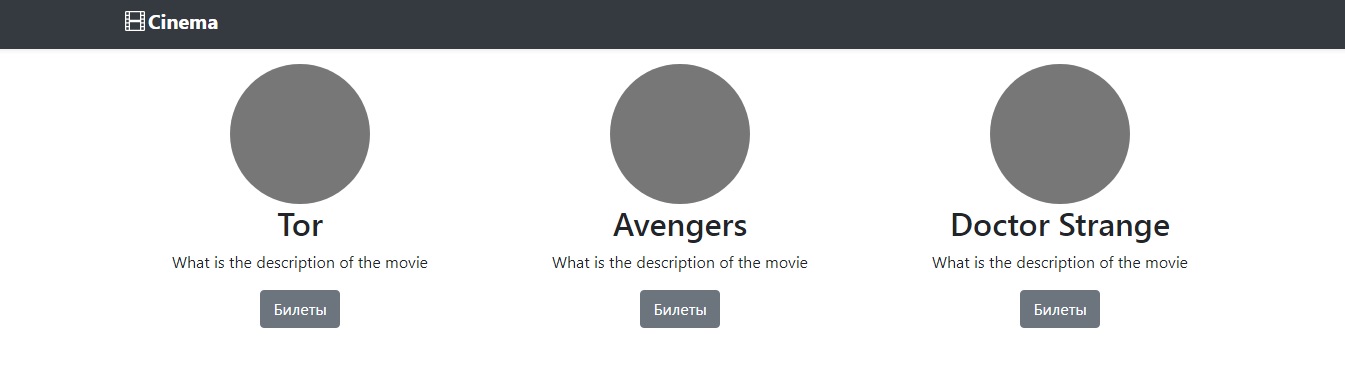 Cinema
Tor
What is the description of the movie
Билеты
Avengers
What is the description of the movie
Билеты
Doctor Strange
What is the description of the movie
Билеты